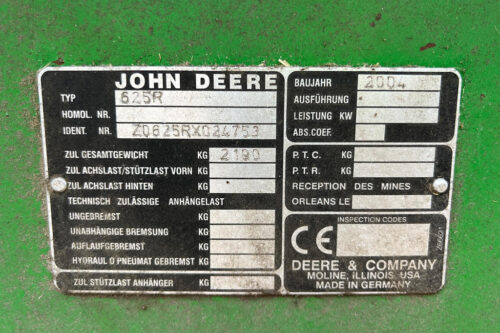 JOHN DEERE
TYP 625R
HOMOL. NR.
IDENT. NR. Z0625RX024753
ZUL GESAMTGEWICHT KG 2190
ZUL ACHSLAST/STÜTZLAST VORN KG
ZUL ACHSLAST HINTEN KG
TECHNISCH ZULÄSSIGE ANHÄNGELAST
UNGEBREMST KG
UNABHÄNGIGE BREMSUNG KG
AUFLAUFGEBREMST KG
HYDRAUL O PNEUMAT GEBREMST KG
ZUL STÜTZLAST ANHÄNGER KG
BAUJAHR 2004
AUSFÜHRUNG
LEISTUNG KW
ABS.COEF.
P.T.C. KG
P.T.R. KG
RECEPTION DES MINES
ORLEANS LE
INSPECTION CODES
CE
DEERE & COMPANY
MOLINE, ILLINOIS, USA
MADE IN GERMANY